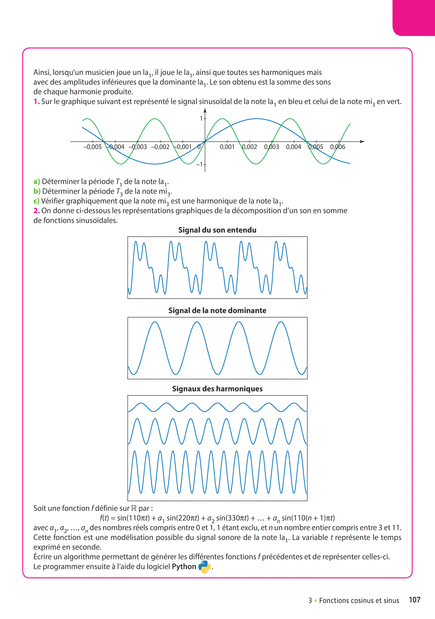 Ainsi, lorsqu'un musicien joue un la₁, il joue le la₁, ainsi que toutes ses harmoniques mais
avec des amplitudes inférieures que la dominante la₁. Le son obtenu est la somme des sons
de chaque harmonie produite.
1. Sur le graphique suivant est représenté le signal sinusoïdal de la note la₁ en bleu et celui de la note mi₃ en vert.
1
–0,005 –0,004 –0,003 –0,002 –0,001 0 0,001 0,002 0,003 0,004 0,005 0,006
–1
a) Déterminer la période T₁ de la note la₁.
b) Déterminer la période T₃ de la note mi₃.
c) Vérifier graphiquement que la note mi₃ est une harmonique de la note la₁.
2. On donne ci-dessous les représentations graphiques de la décomposition d'un son en somme
de fonctions sinusoïdales.
Signal du son entendu
Signal de la note dominante
Signaux des harmoniques
Soit une fonction f définie sur ℝ par :
f(t) = sin(110πt) + a₁ sin(220πt) + a₂ sin(330πt) + … + aₙ sin(110(n + 1)πt)
avec a₁, a₂, …, aₙ des nombres réels compris entre 0 et 1, 1 étant exclu, et n un nombre entier compris entre 3 et 11.
Cette fonction est une modélisation possible du signal sonore de la note la₁. La variable t représente le temps
exprimé en seconde.
Écrire un algorithme permettant de générer les différentes fonctions f précédentes et de représenter celles-ci.
Le programmer ensuite à l'aide du logiciel Python .
3 • Fonctions cosinus et sinus 107